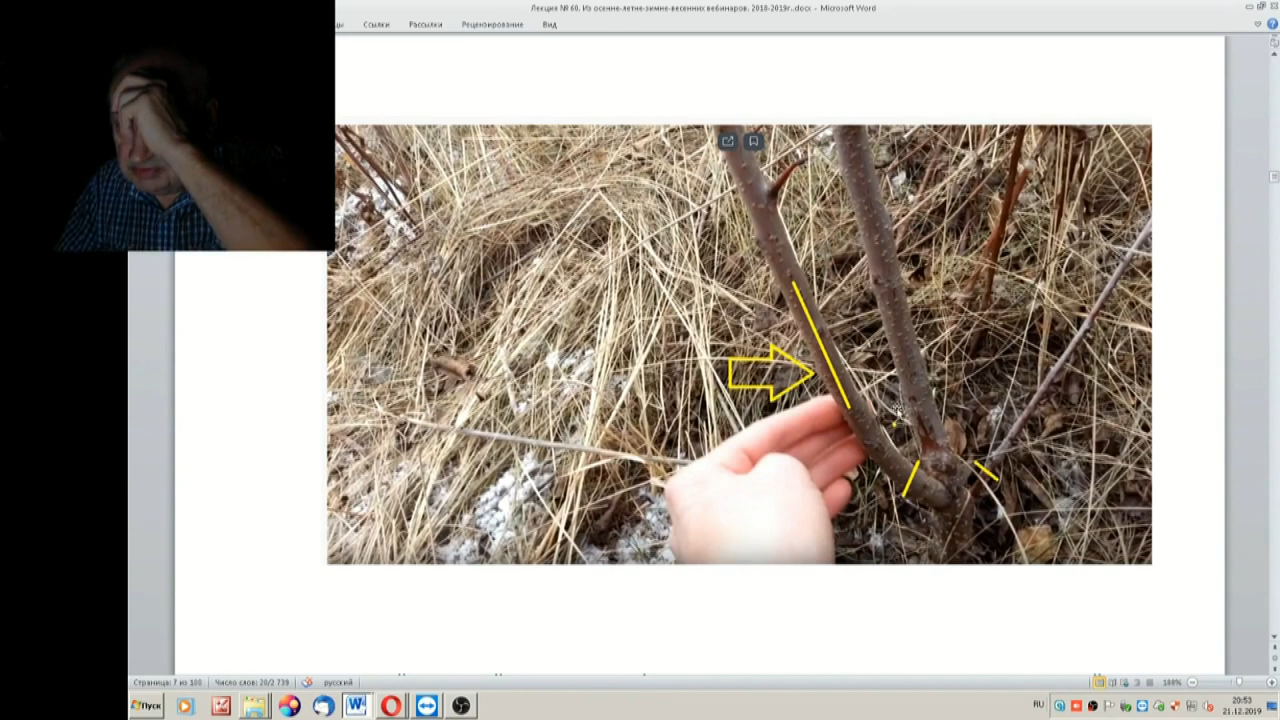 Лекция № 60. Из осенне-летне-зимне-весенних вебинаров. 2018-2019г..docx - Microsoft Word
Ссылки Рассылки Рецензирование Вид
Страница: 7 из 100 Число слов: 20/2 739 русский 100%
Пуск RU 20:53
21.12.2019